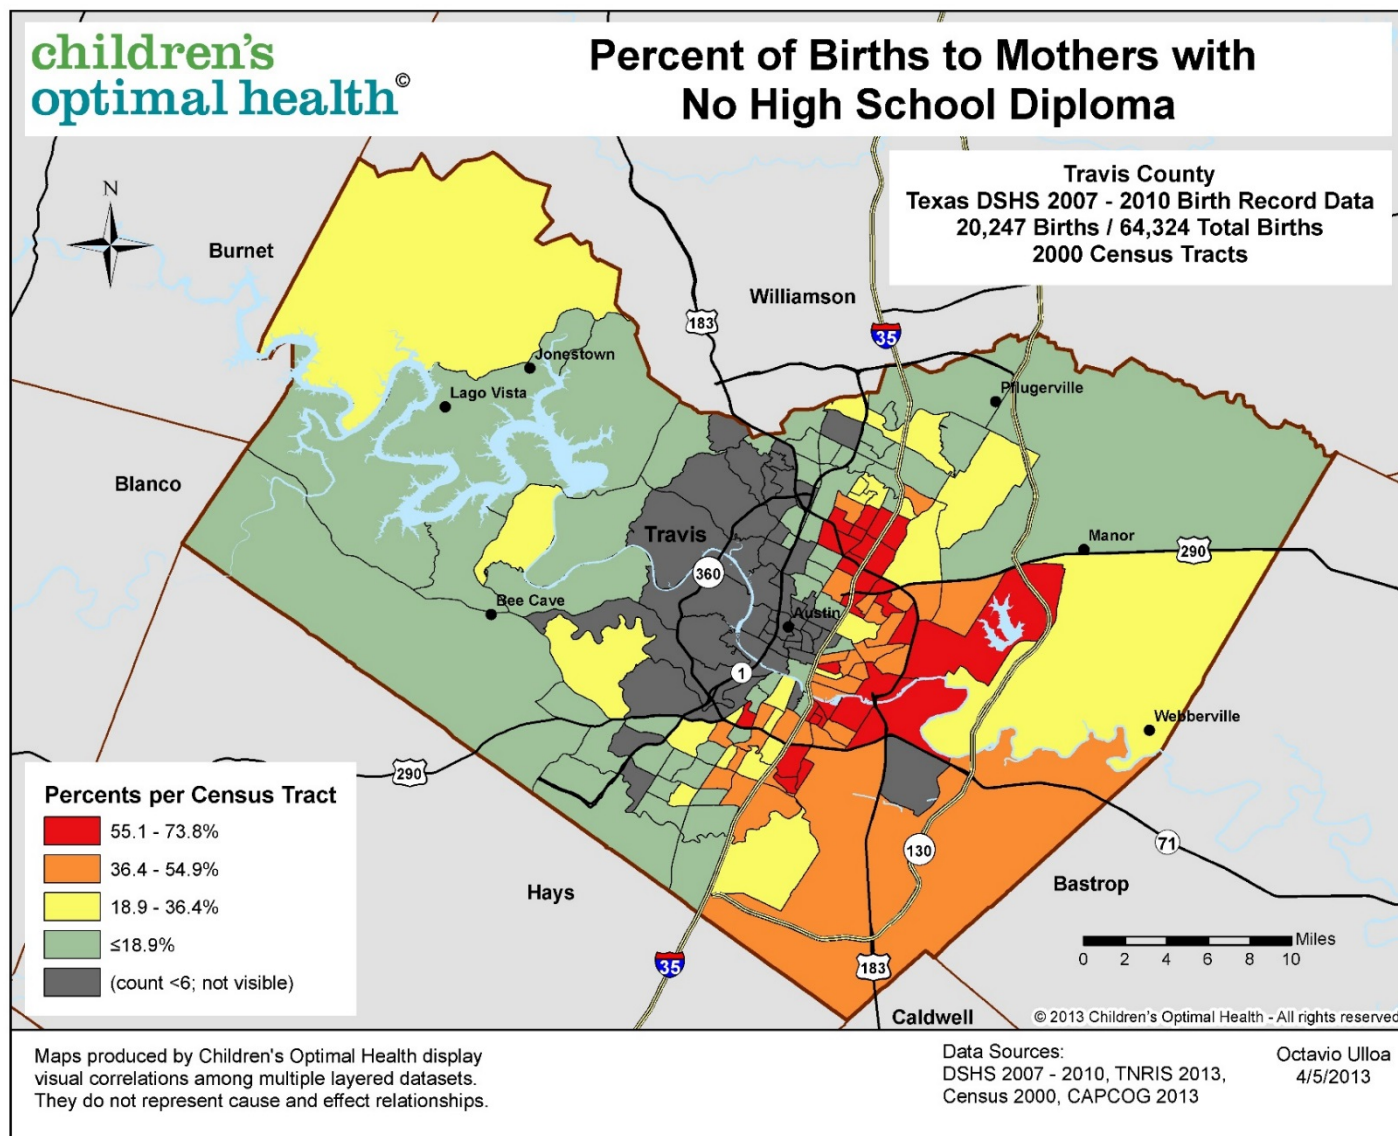 children's
optimal health©
Percent of Births to Mothers with
No High School Diploma
Travis County
Texas DSHS 2007 - 2010 Birth Record Data
20,247 Births / 64,324 Total Births
2000 Census Tracts
N
Burnet
Williamson
183
35
Jonestown
Lago Vista
Pflugerville
Blanco
Travis
Manor
290
360
Bee Cave
Austin
1
Webberville
290
Percents per Census Tract
55.1 - 73.8%
36.4 - 54.9%
18.9 - 36.4%
≤18.9%
(count <6; not visible)
130
71
Hays
Bastrop
Miles
0 2 4 6 8 10
35
183
Caldwell
© 2013 Children's Optimal Health - All rights reserved
Maps produced by Children's Optimal Health display
visual correlations among multiple layered datasets.
They do not represent cause and effect relationships.
Data Sources:
DSHS 2007 - 2010, TNRIS 2013,
Census 2000, CAPCOG 2013
Octavio Ulloa
4/5/2013